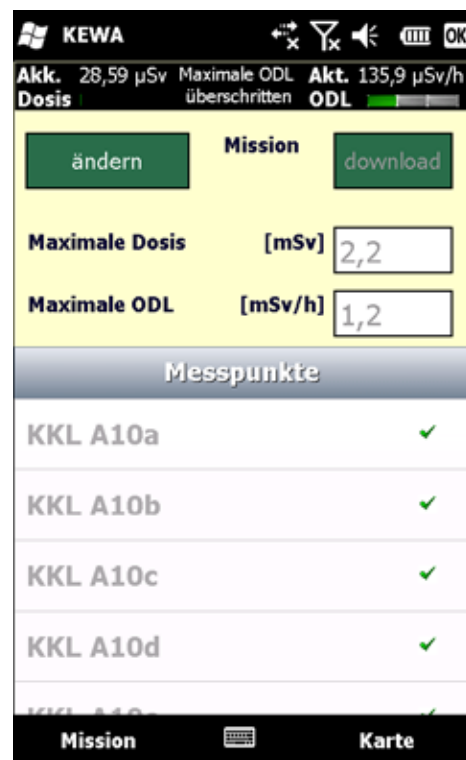 KEWA
OK
Akk. 28,59 µSv Maximale ODL Akt. 135,9 µSv/h
Dosis überschritten ODL
ändern Mission download
Maximale Dosis [mSv] 2,2
Maximale ODL [mSv/h] 1,2
Messpunkte
KKL A10a
KKL A10b
KKL A10c
KKL A10d
Mission Karte